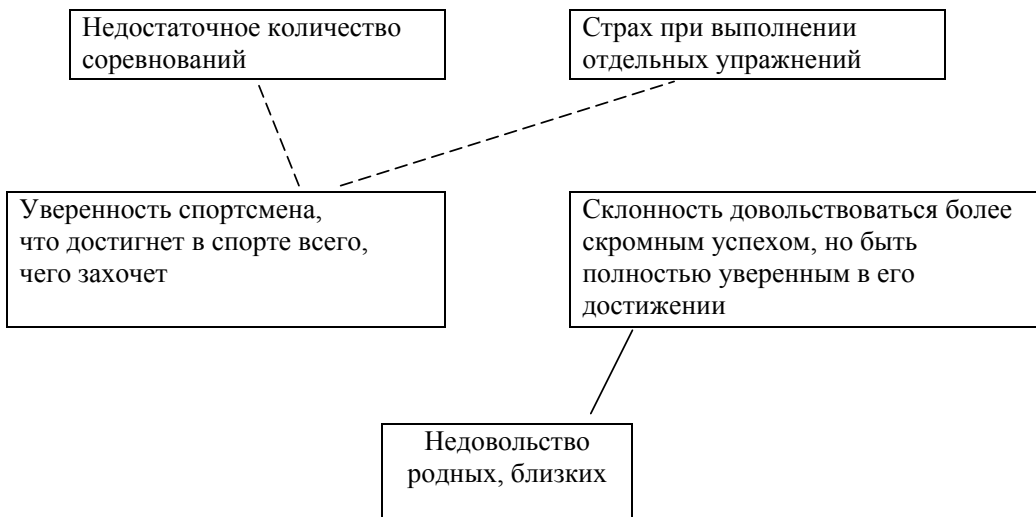 Недостаточное количество
соревнований
Страх при выполнении
отдельных упражнений
Уверенность спортсмена,
что достигнет в спорте всего,
чего захочет
Склонность довольствоваться более
скромным успехом, но быть
полностью уверенным в его
достижении
Недовольство
родных, близких